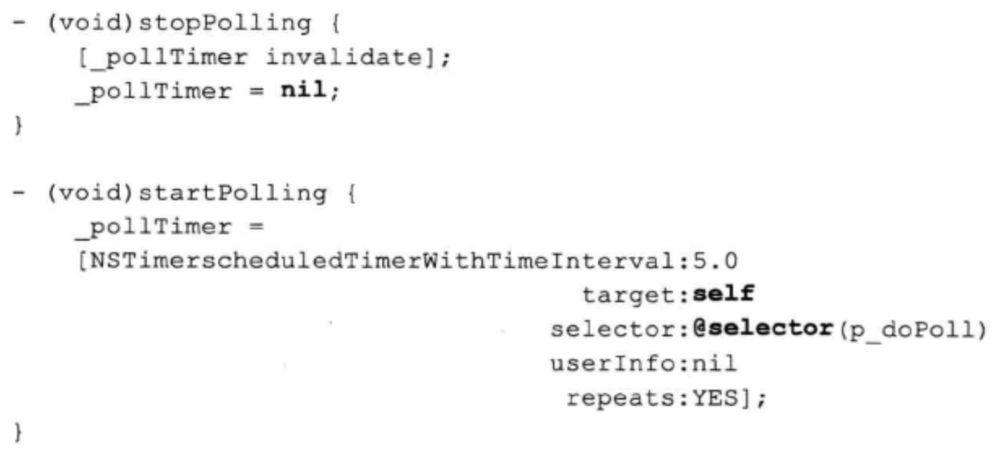 - (void)stopPolling {
[_pollTimer invalidate];
_pollTimer = nil;
}
- (void)startPolling {
_pollTimer =
[NSTimerscheduledTimerWithTimeInterval:5.0
target:self
selector:@selector(p_doPoll)
userInfo:nil
repeats:YES];
}